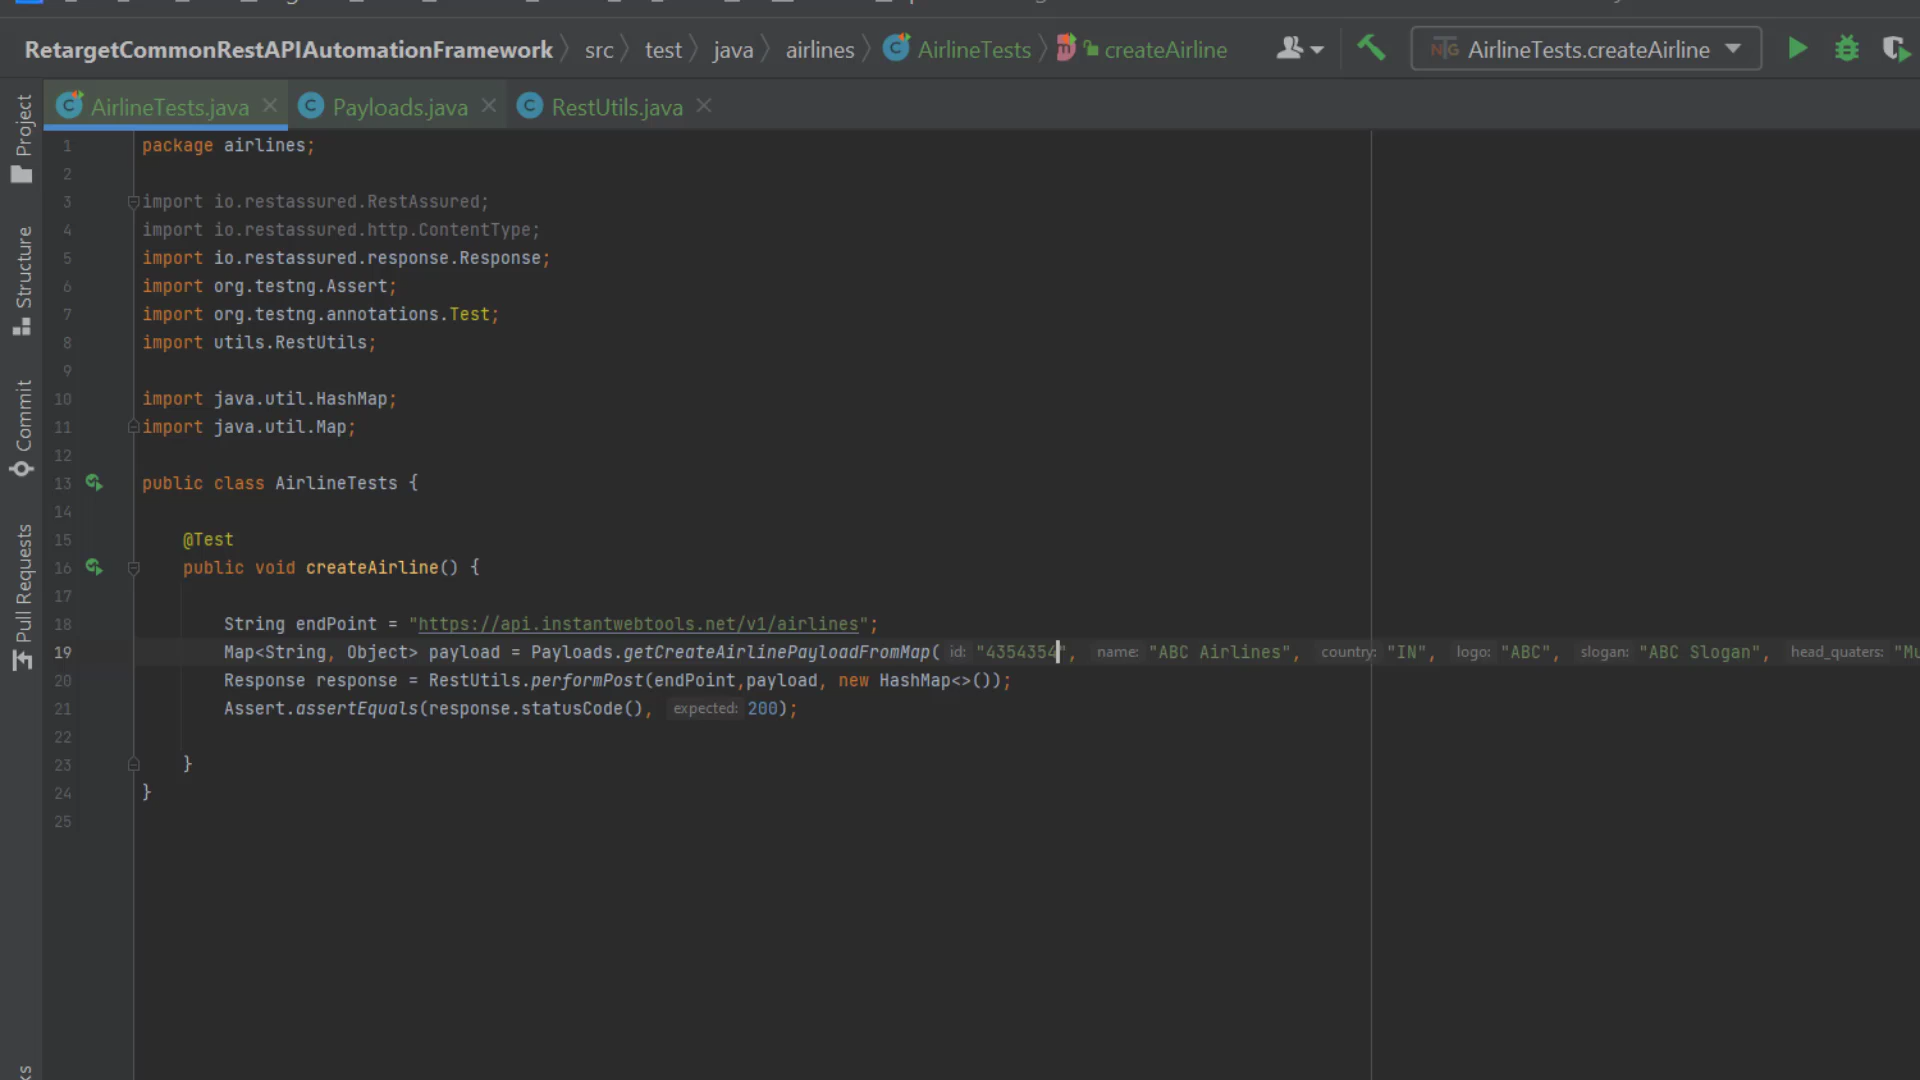 RetargetCommonRestAPIAutomationFramework src test java airlines AirlineTests createAirline AirlineTests.createAirline
AirlineTests.java Payloads.java RestUtils.java
Project
Structure
Commit
Pull Requests
1 package airlines;
2
3 import io.restassured.RestAssured;
4 import io.restassured.http.ContentType;
5 import io.restassured.response.Response;
6 import org.testng.Assert;
7 import org.testng.annotations.Test;
8 import utils.RestUtils;
9
10 import java.util.HashMap;
11 import java.util.Map;
12
13 public class AirlineTests {
14
15 @Test
16 public void createAirline() {
17
18 String endPoint = "https://api.instantwebtools.net/v1/airlines";
19 Map<String, Object> payload = Payloads.getCreateAirlinePayloadFromMap( id: "4354354", name: "ABC Airlines", country: "IN", logo: "ABC", slogan: "ABC Slogan", head_quaters: "Mu
20 Response response = RestUtils.performPost(endPoint,payload, new HashMap<>());
21 Assert.assertEquals(response.statusCode(), expected: 200);
22
23 }
24 }
25